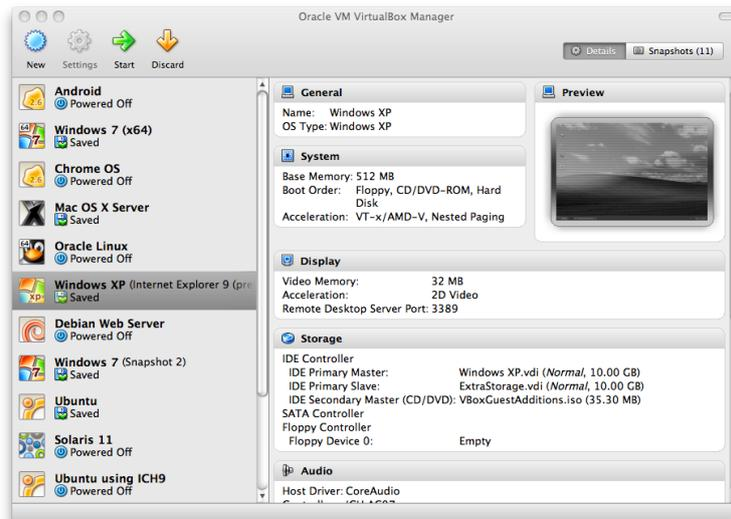 Oracle VM VirtualBox Manager
New Settings Start Discard
Details Snapshots (11)
Android
Powered Off
Windows 7 (x64)
Saved
Chrome OS
Powered Off
Mac OS X Server
Saved
Oracle Linux
Powered Off
Windows XP (Internet Explorer 9 (pre
Saved
Debian Web Server
Powered Off
Windows 7 (Snapshot 2)
Saved
Ubuntu
Saved
Solaris 11
Powered Off
Ubuntu using ICH9
Powered Off
General
Name: Windows XP
OS Type: Windows XP
System
Base Memory: 512 MB
Boot Order: Floppy, CD/DVD-ROM, Hard
Disk
Acceleration: VT-x/AMD-V, Nested Paging
Preview
Display
Video Memory: 32 MB
Acceleration: 2D Video
Remote Desktop Server Port: 3389
Storage
IDE Controller
IDE Primary Master: Windows XP.vdi (Normal, 10.00 GB)
IDE Primary Slave: ExtraStorage.vdi (Normal, 10.00 GB)
IDE Secondary Master (CD/DVD): VBoxGuestAdditions.iso (35.30 MB)
SATA Controller
Floppy Controller
Floppy Device 0: Empty
Audio
Host Driver: CoreAudio